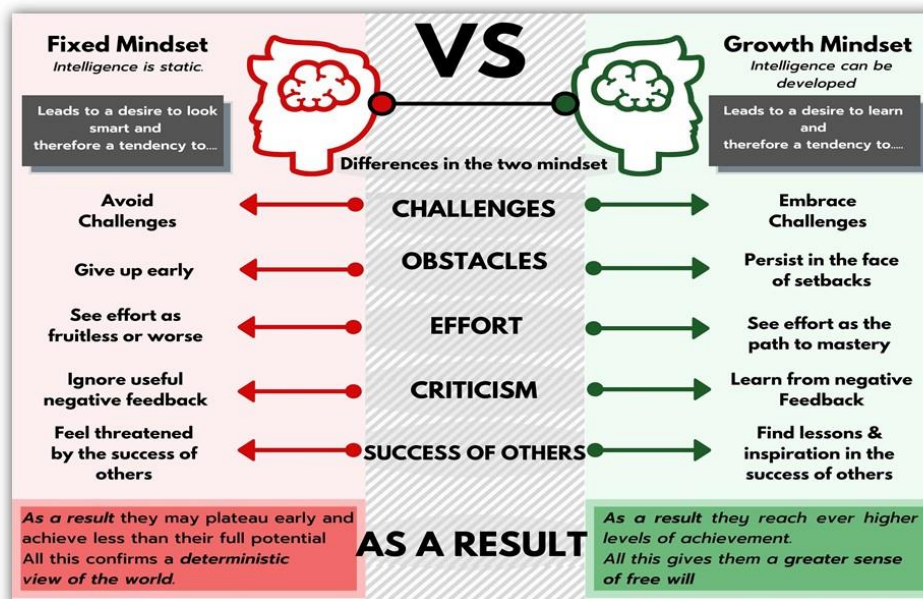 Fixed Mindset
Intelligence is static.
Leads to a desire to look
smart and
therefore a tendency to....
VS
Growth Mindset
Intelligence can be
developed
Leads to a desire to learn
and
therefore a tendency to.....
Differences in the two mindset
Avoid
Challenges
CHALLENGES
Embrace
Challenges
Give up early
OBSTACLES
Persist in the face
of setbacks
See effort as
fruitless or worse
EFFORT
See effort as the
path to mastery
Ignore useful
negative feedback
CRITICISM
Learn from negative
Feedback
Feel threatened
by the success of
others
SUCCESS OF OTHERS
Find lessons &
inspiration in the
success of others
As a result they may plateau early and
achieve less than their full potential
All this confirms a deterministic
view of the world.
AS A RESULT
As a result they reach ever higher
levels of achievement.
All this gives them a greater sense
of free will